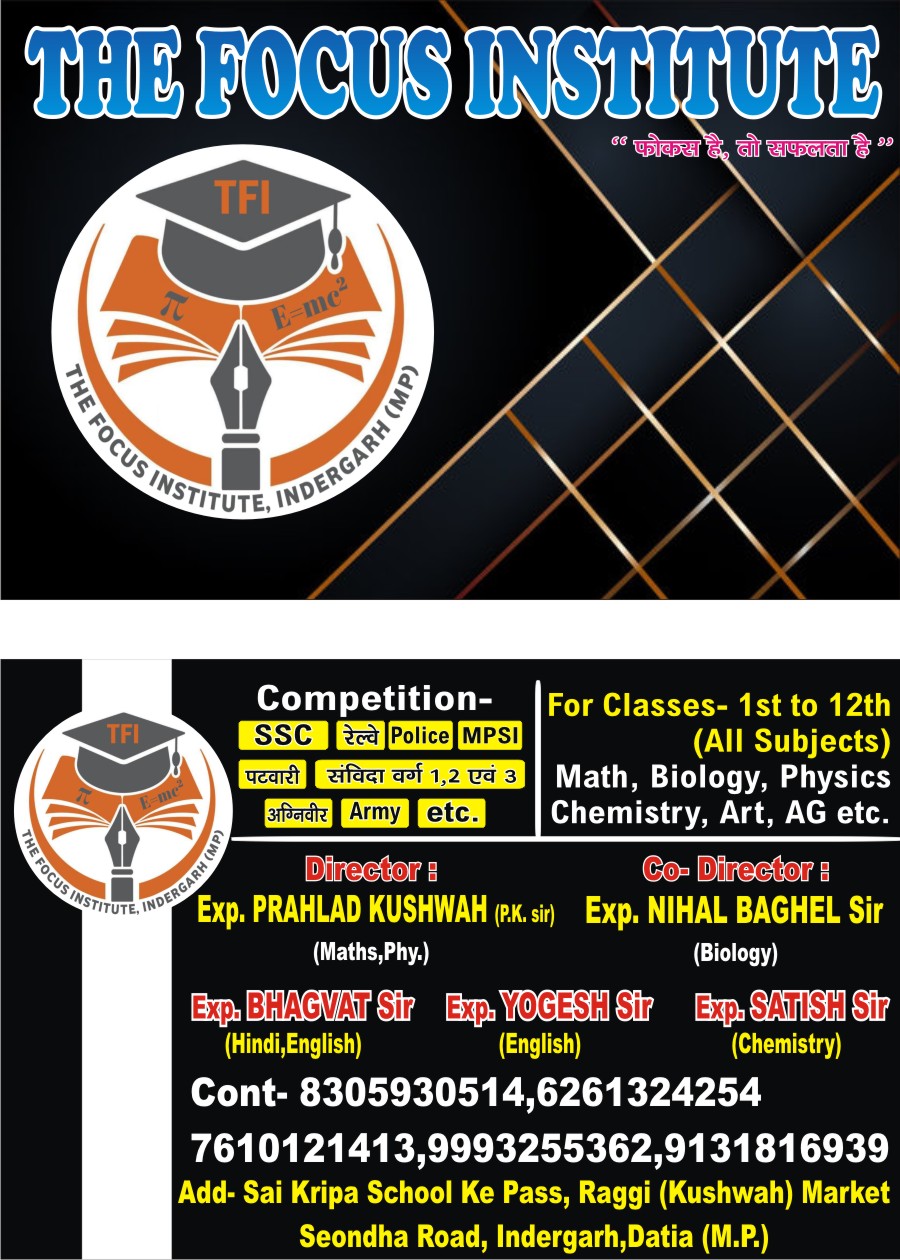 THE FOCUS INSTITUTE
“ फोकस है, तो सफलता है ”
TFI
π E=mc²
THE FOCUS INSTITUTE, INDERGARH (MP)
TFI
π E=mc²
THE FOCUS INSTITUTE, INDERGARH (MP)
Competition-
SSC रेल्वे Police MPSI
पटवारी संविदा वर्ग 1,2 एवं 3
अग्निवीर Army etc.
For Classes- 1st to 12th
(All Subjects)
Math, Biology, Physics
Chemistry, Art, AG etc.
Director :
Exp. PRAHLAD KUSHWAH (P.K. sir)
(Maths,Phy.)
Co- Director :
Exp. NIHAL BAGHEL Sir
(Biology)
Exp. BHAGVAT Sir Exp. YOGESH Sir Exp. SATISH Sir
(Hindi,English) (English) (Chemistry)
Cont- 8305930514,6261324254
7610121413,9993255362,9131816939
Add- Sai Kripa School Ke Pass, Raggi (Kushwah) Market
Seondha Road, Indergarh,Datia (M.P.)